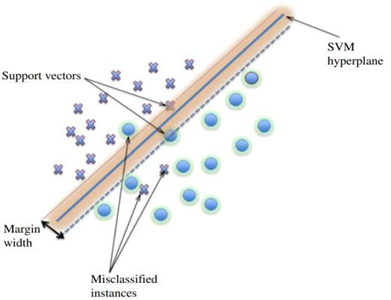 SVM
hyperplane
Support vectors
Margin
width
Misclassified
instances